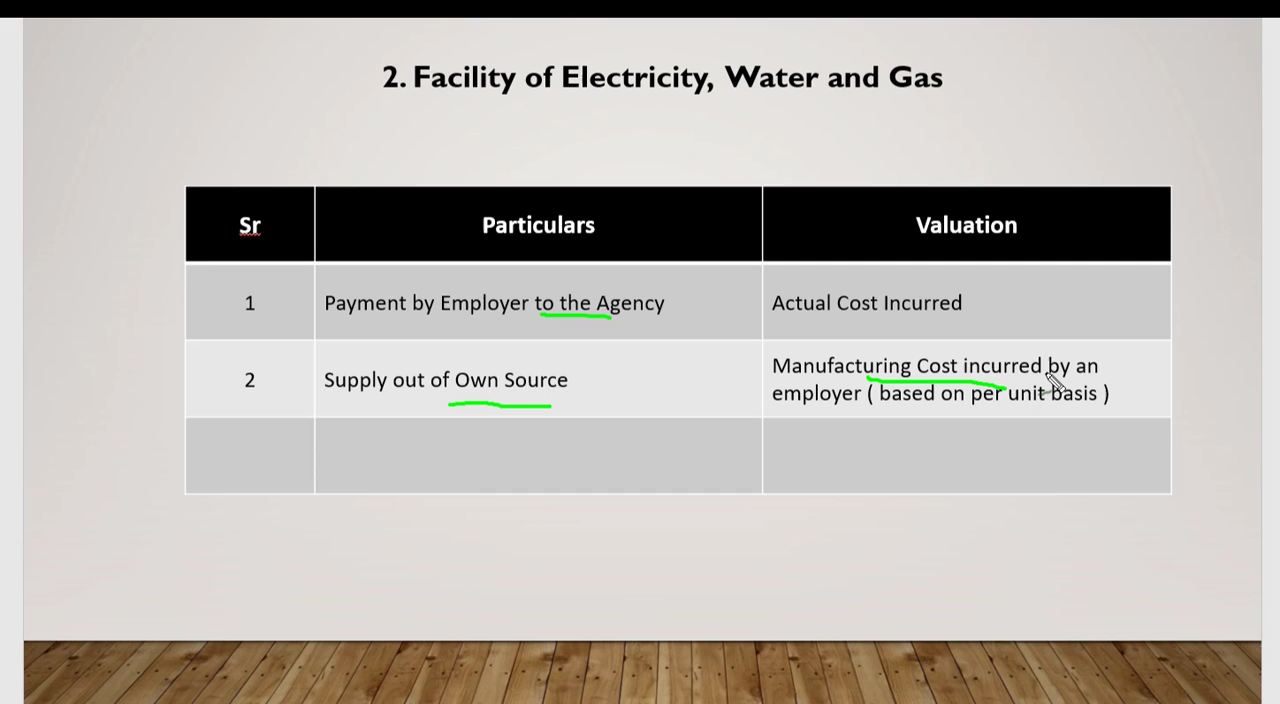 2. Facility of Electricity, Water and Gas
Sr Particulars Valuation
1 Payment by Employer to the Agency Actual Cost Incurred
2 Supply out of Own Source Manufacturing Cost incurred by an
employer ( based on per unit basis )